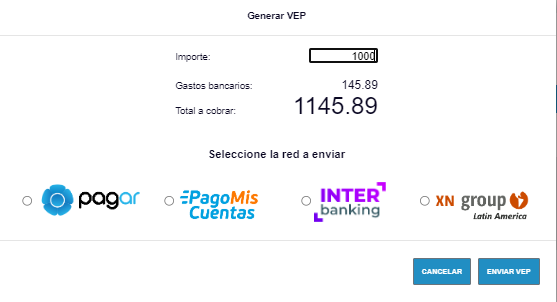 Generar VEP
Importe: 1000
Gastos bancarios: 145.89
Total a cobrar: 1145.89
Seleccione la red a enviar
pagar
PagoMis
Cuentas
INTER
banking
XN group
Latin America
CANCELAR ENVIAR VEP